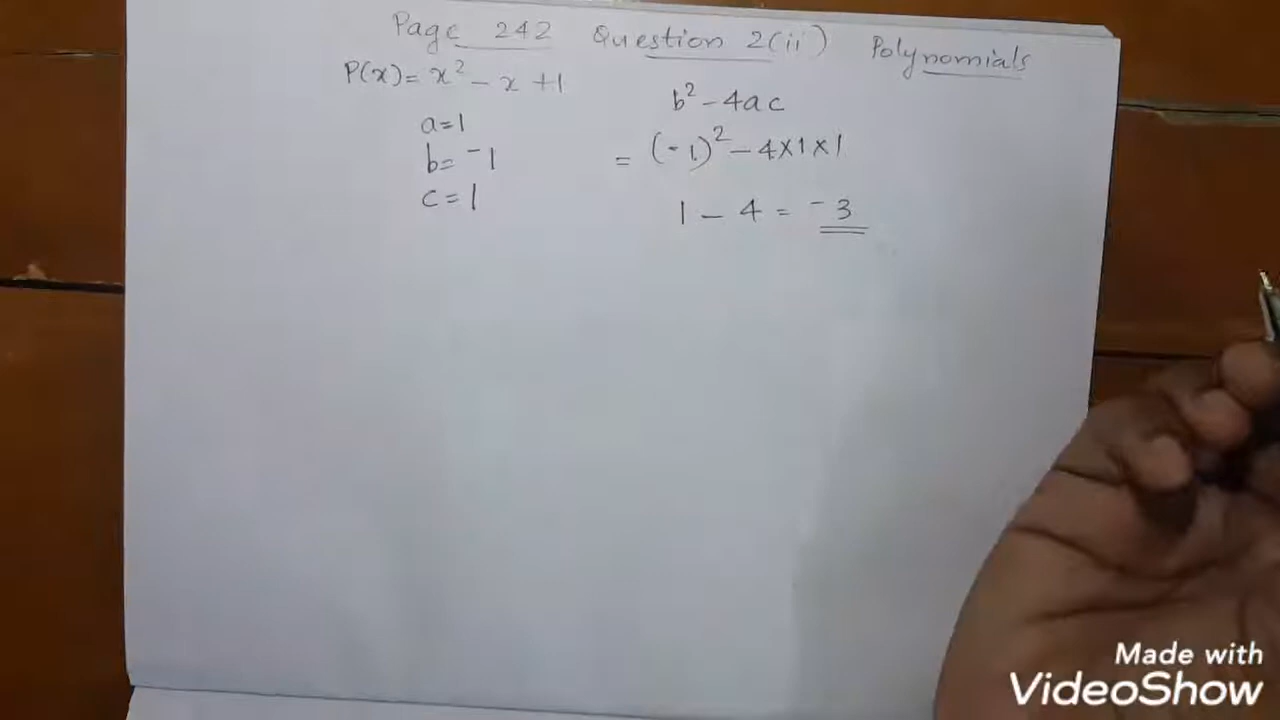 Page 242 Question 2(ii) Polynomials
P(x) = x² - x + 1
b² - 4ac
a = 1
b = -1
= (-1)² - 4×1×1
c = 1
1 - 4 = -3
Made with
VideoShow